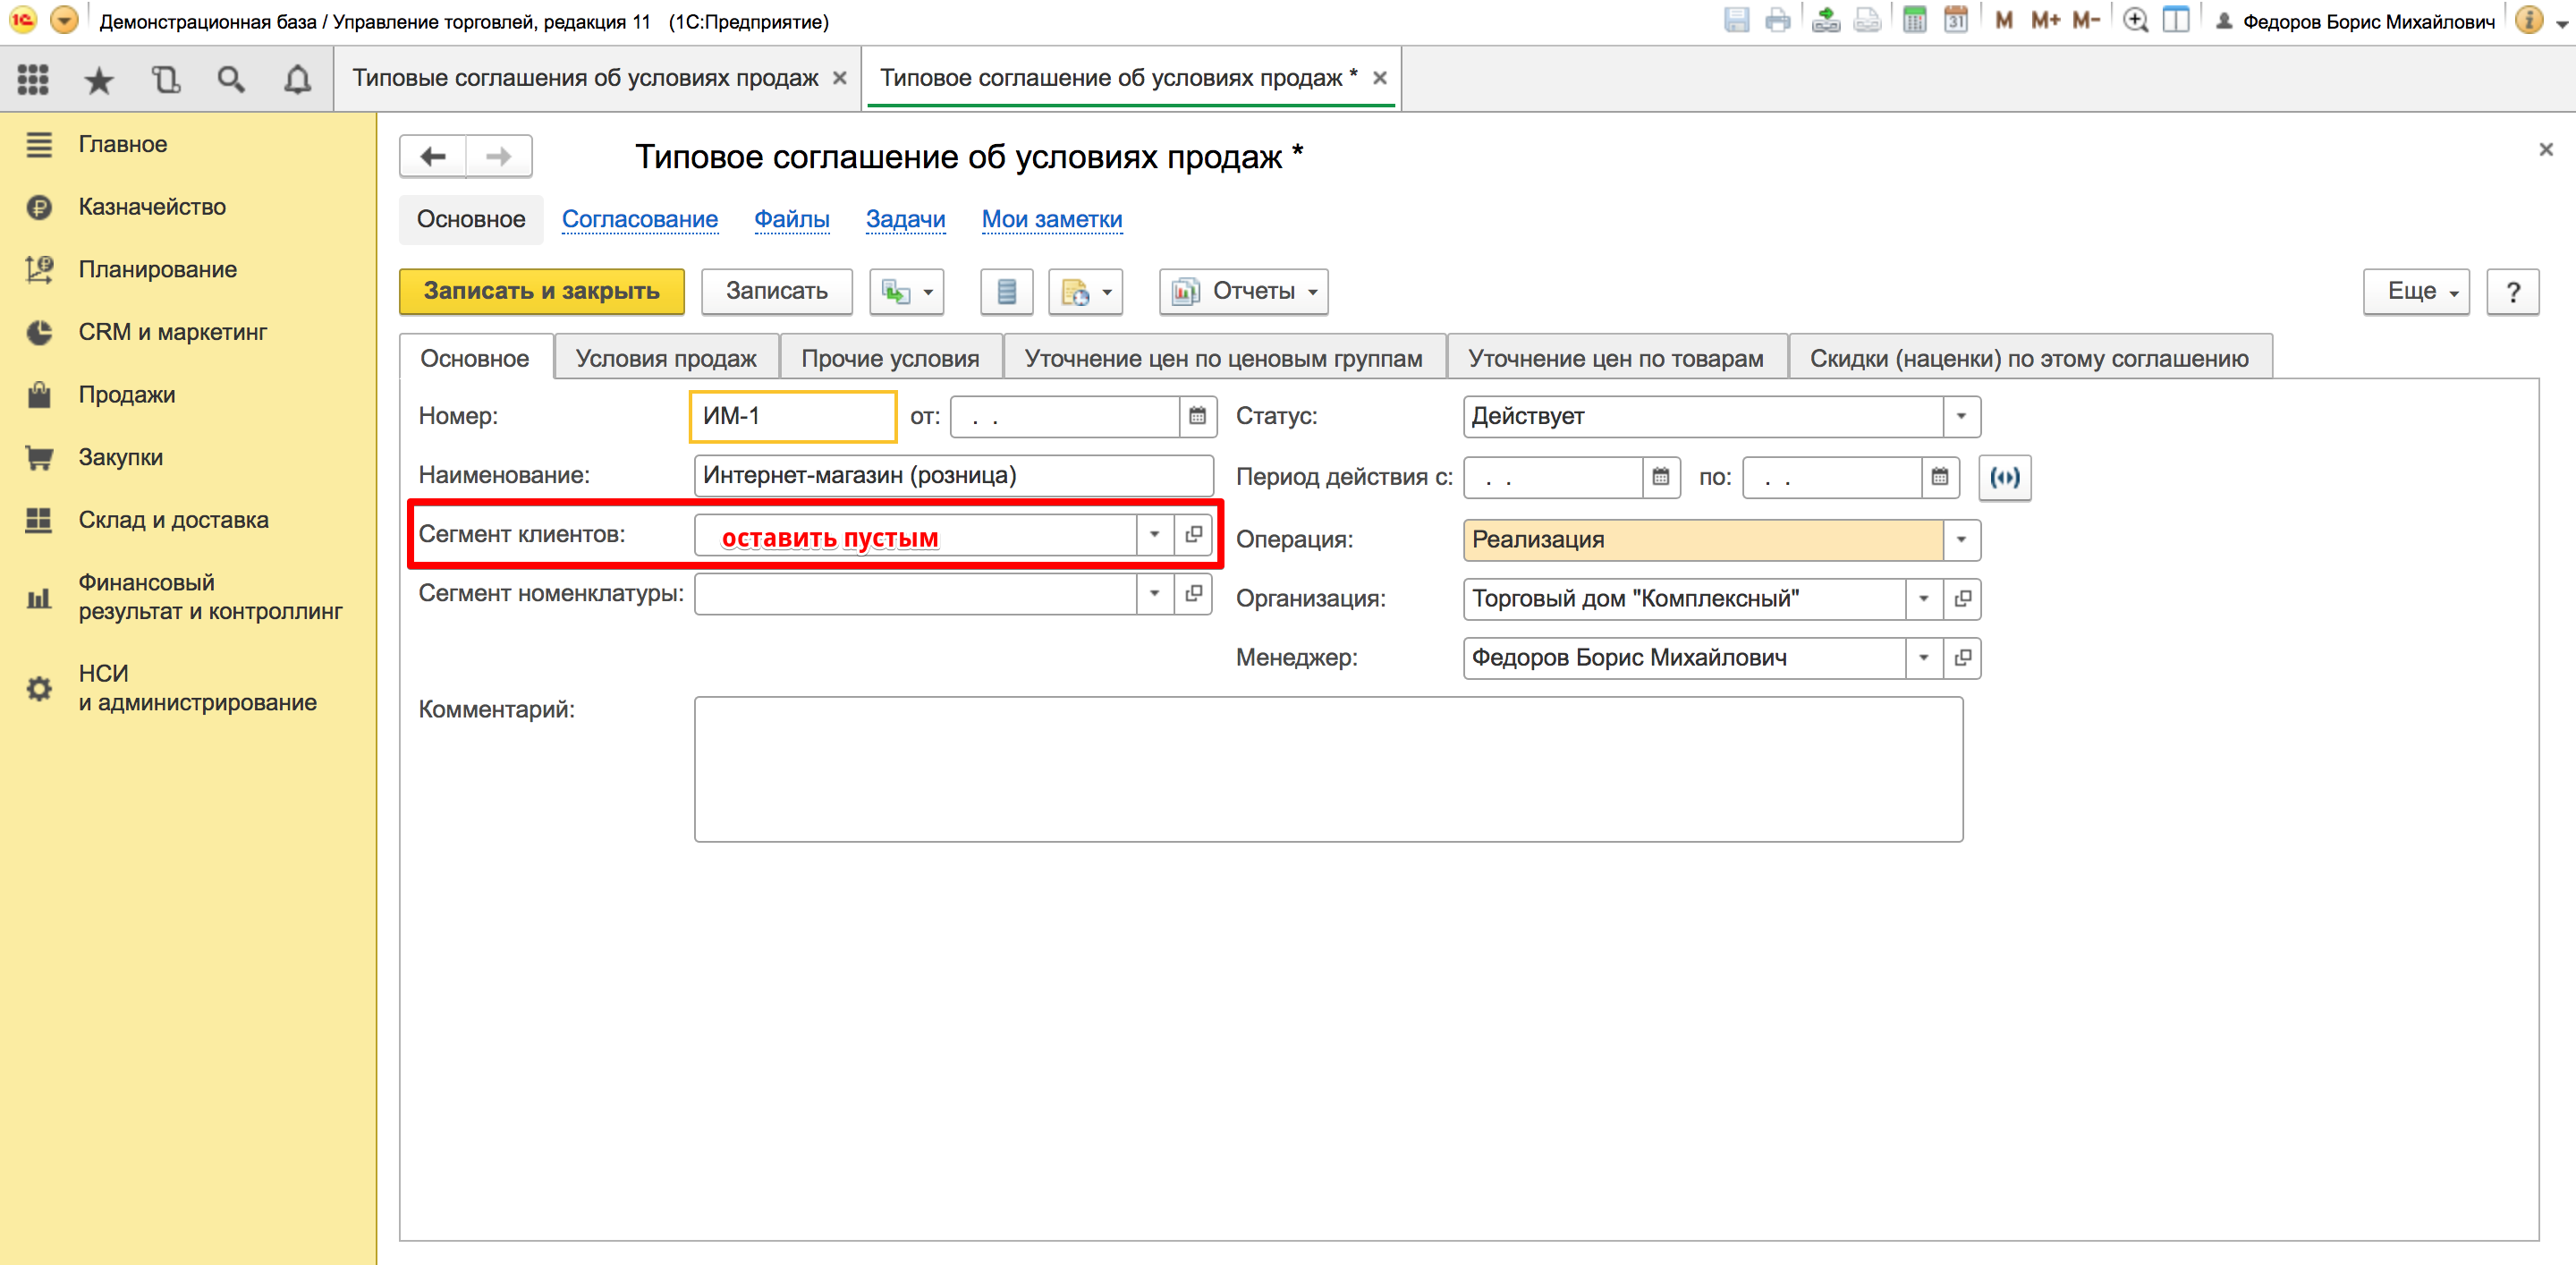 Демонстрационная база / Управление торговлей, редакция 11 (1С:Предприятие)
M M+ M- Федоров Борис Михайлович
Типовые соглашения об условиях продаж
Типовое соглашение об условиях продаж *
Главное
Казначейство
Планирование
CRM и маркетинг
Продажи
Закупки
Склад и доставка
Финансовый
результат и контроллинг
НСИ
и администрирование
Типовое соглашение об условиях продаж *
Основное Согласование Файлы Задачи Мои заметки
Записать и закрыть Записать Отчеты Еще ?
Основное Условия продаж Прочие условия Уточнение цен по ценовым группам Уточнение цен по товарам Скидки (наценки) по этому соглашению
Номер: ИМ-1 от: . . Статус: Действует
Наименование: Интернет-магазин (розница) Период действия с: . . по: . .
Сегмент клиентов: оставить пустым Операция: Реализация
Сегмент номенклатуры: Организация: Торговый дом "Комплексный"
Менеджер: Федоров Борис Михайлович
Комментарий: